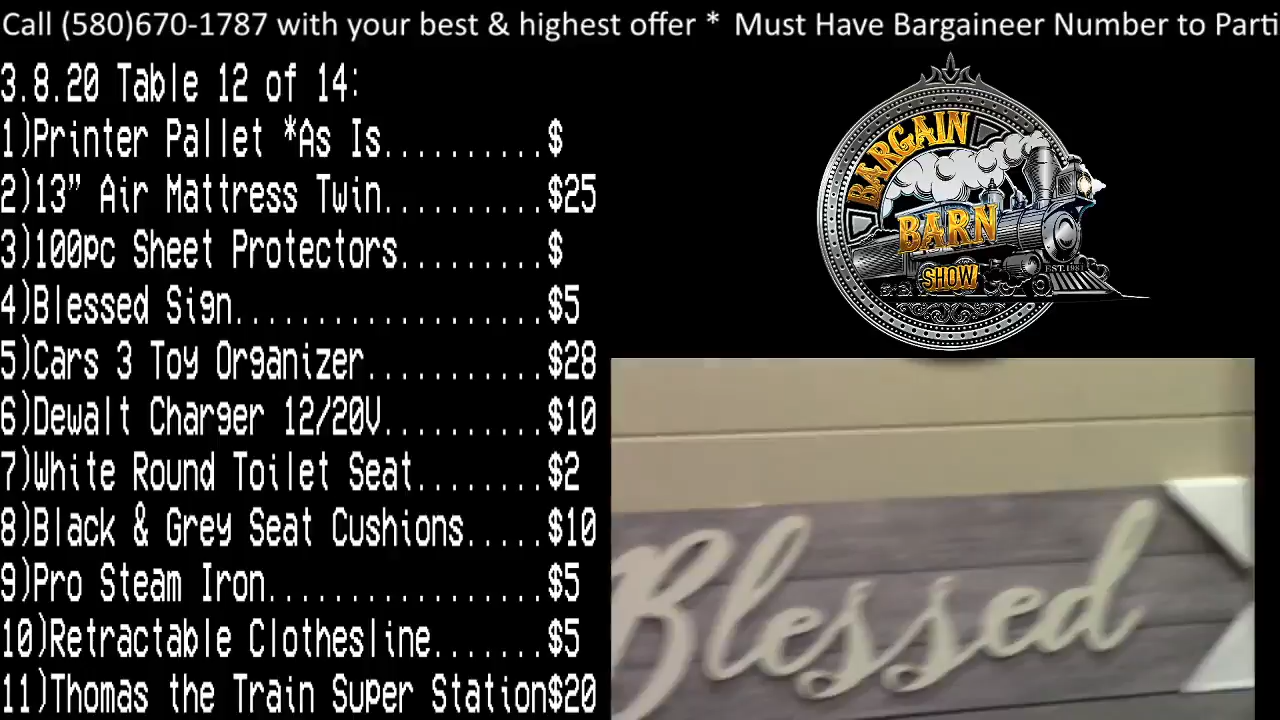 Call (580)670-1787 with your best & highest offer * Must Have Bargaineer Number to Parti
3.8.20 Table 12 of 14:
1)Printer Pallet *As Is..........$
2)13" Air Mattress Twin..........$25
3)100pc Sheet Protectors.........$
4)Blessed Sign...................$5
5)Cars 3 Toy Organizer...........$28
6)Dewalt Charger 12/20V..........$10
7)White Round Toilet Seat........$2
8)Black & Grey Seat Cushions.....$10
9)Pro Steam Iron.................$5
10)Retractable Clothesline.......$5
11)Thomas the Train Super Station$20
BARGAIN
BARN
SHOW
Blessed